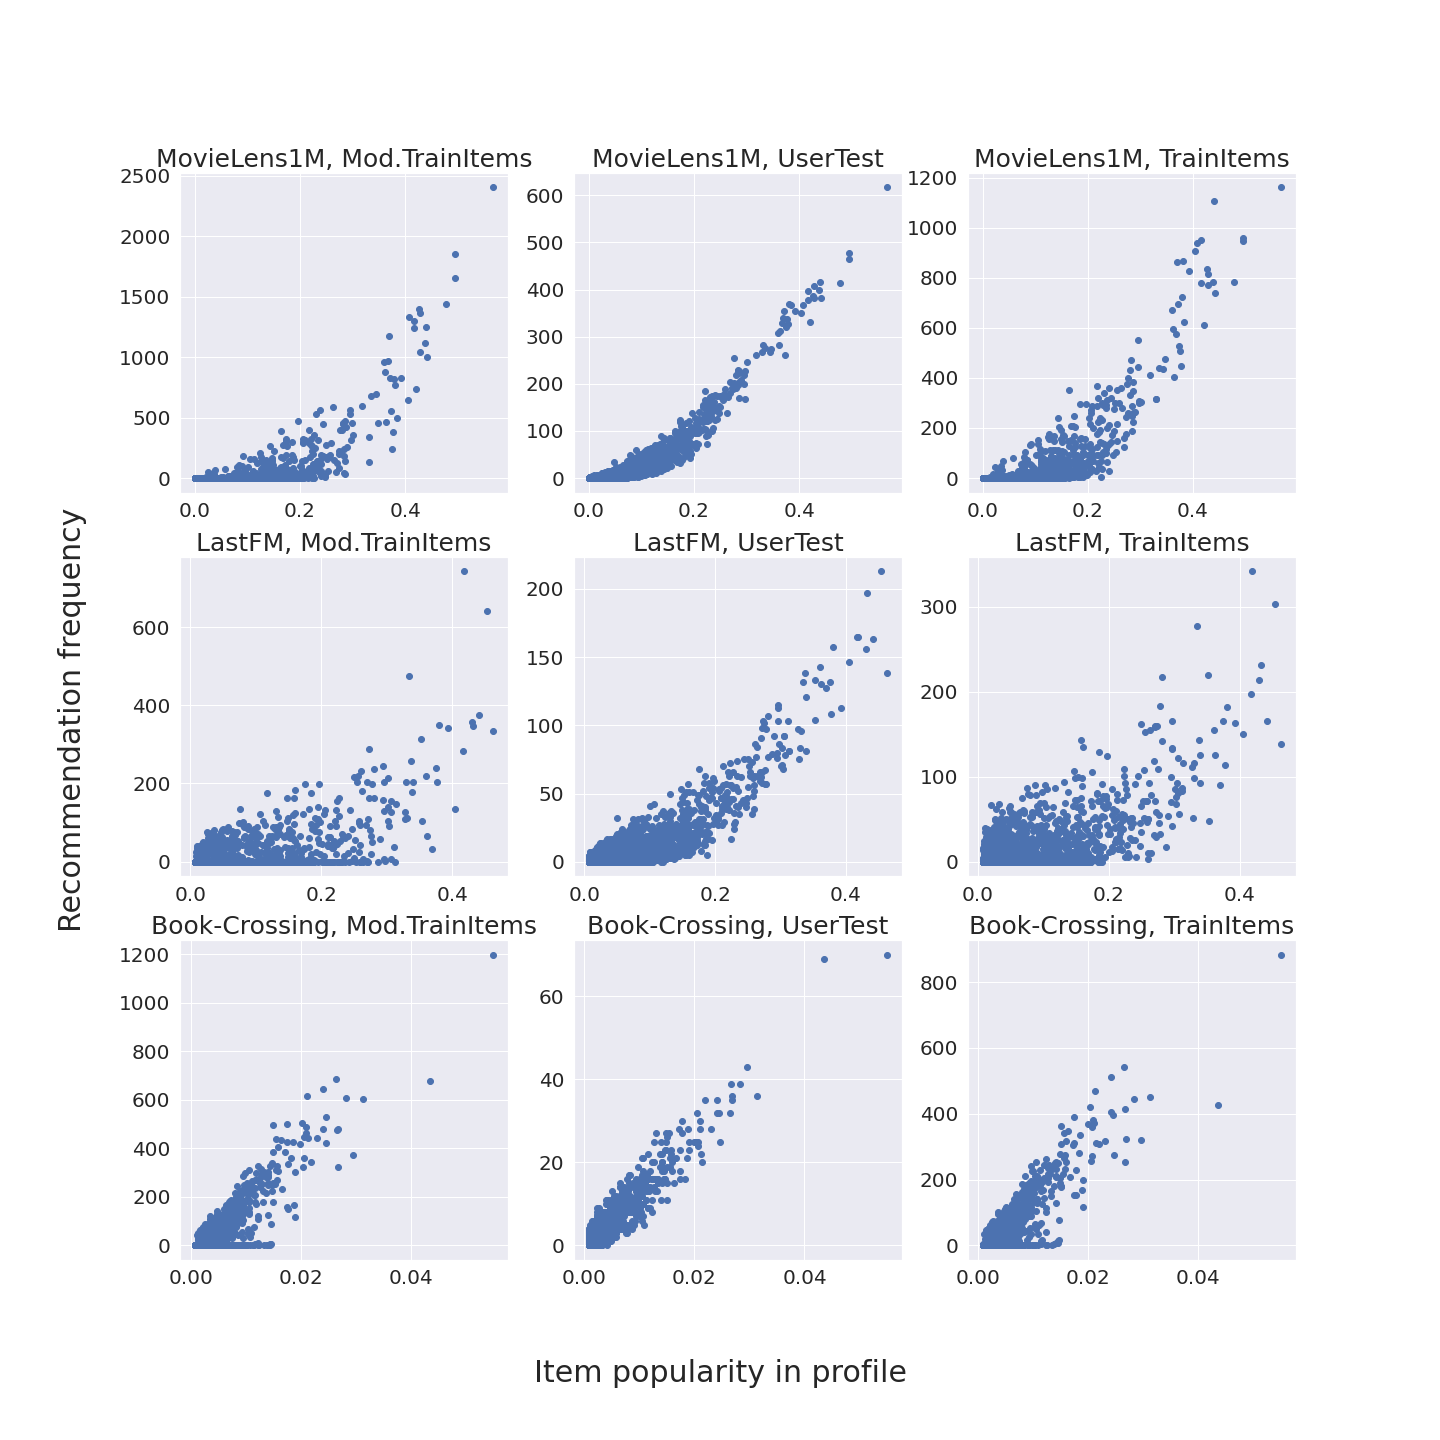 MovieLens1M, Mod.TrainItems
MovieLens1M, UserTest
MovieLens1M, TrainItems
2500
2000
1500
1000
500
0
0.0 0.2 0.4
600
500
400
300
200
100
0
0.0 0.2 0.4
1200
1000
800
600
400
200
0
0.0 0.2 0.4
LastFM, Mod.TrainItems
LastFM, UserTest
LastFM, TrainItems
600
400
200
0
0.0 0.2 0.4
200
150
100
50
0
0.0 0.2 0.4
300
200
100
0
0.0 0.2 0.4
Book-Crossing, Mod.TrainItems
Book-Crossing, UserTest
Book-Crossing, TrainItems
1200
1000
800
600
400
200
0
0.00 0.02 0.04
60
40
20
0
0.00 0.02 0.04
800
600
400
200
0
0.00 0.02 0.04
Recommendation frequency
Item popularity in profile